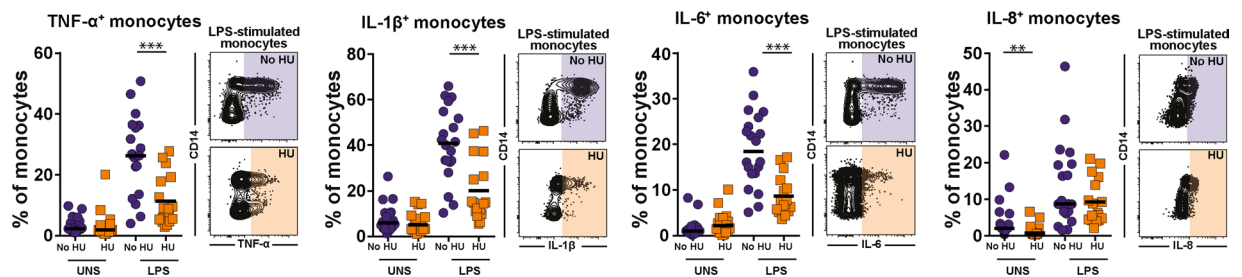 TNF-α⁺ monocytes
% of monocytes
60
40
20
0
***
No HU
HU
No HU
HU
UNS
LPS
LPS-stimulated
monocytes
No HU
HU
CD14
TNF-α
IL-1β⁺ monocytes
% of monocytes
100
80
60
40
20
0
***
No HU
HU
No HU
HU
UNS
LPS
LPS-stimulated
monocytes
No HU
HU
CD14
IL-1β
IL-6⁺ monocytes
% of monocytes
40
30
20
10
0
***
No HU
HU
No HU
HU
UNS
LPS
LPS-stimulated
monocytes
No HU
HU
CD14
IL-6
IL-8⁺ monocytes
% of monocytes
50
40
30
20
10
0
**
No HU
HU
No HU
HU
UNS
LPS
LPS-stimulated
monocytes
No HU
HU
CD14
IL-8